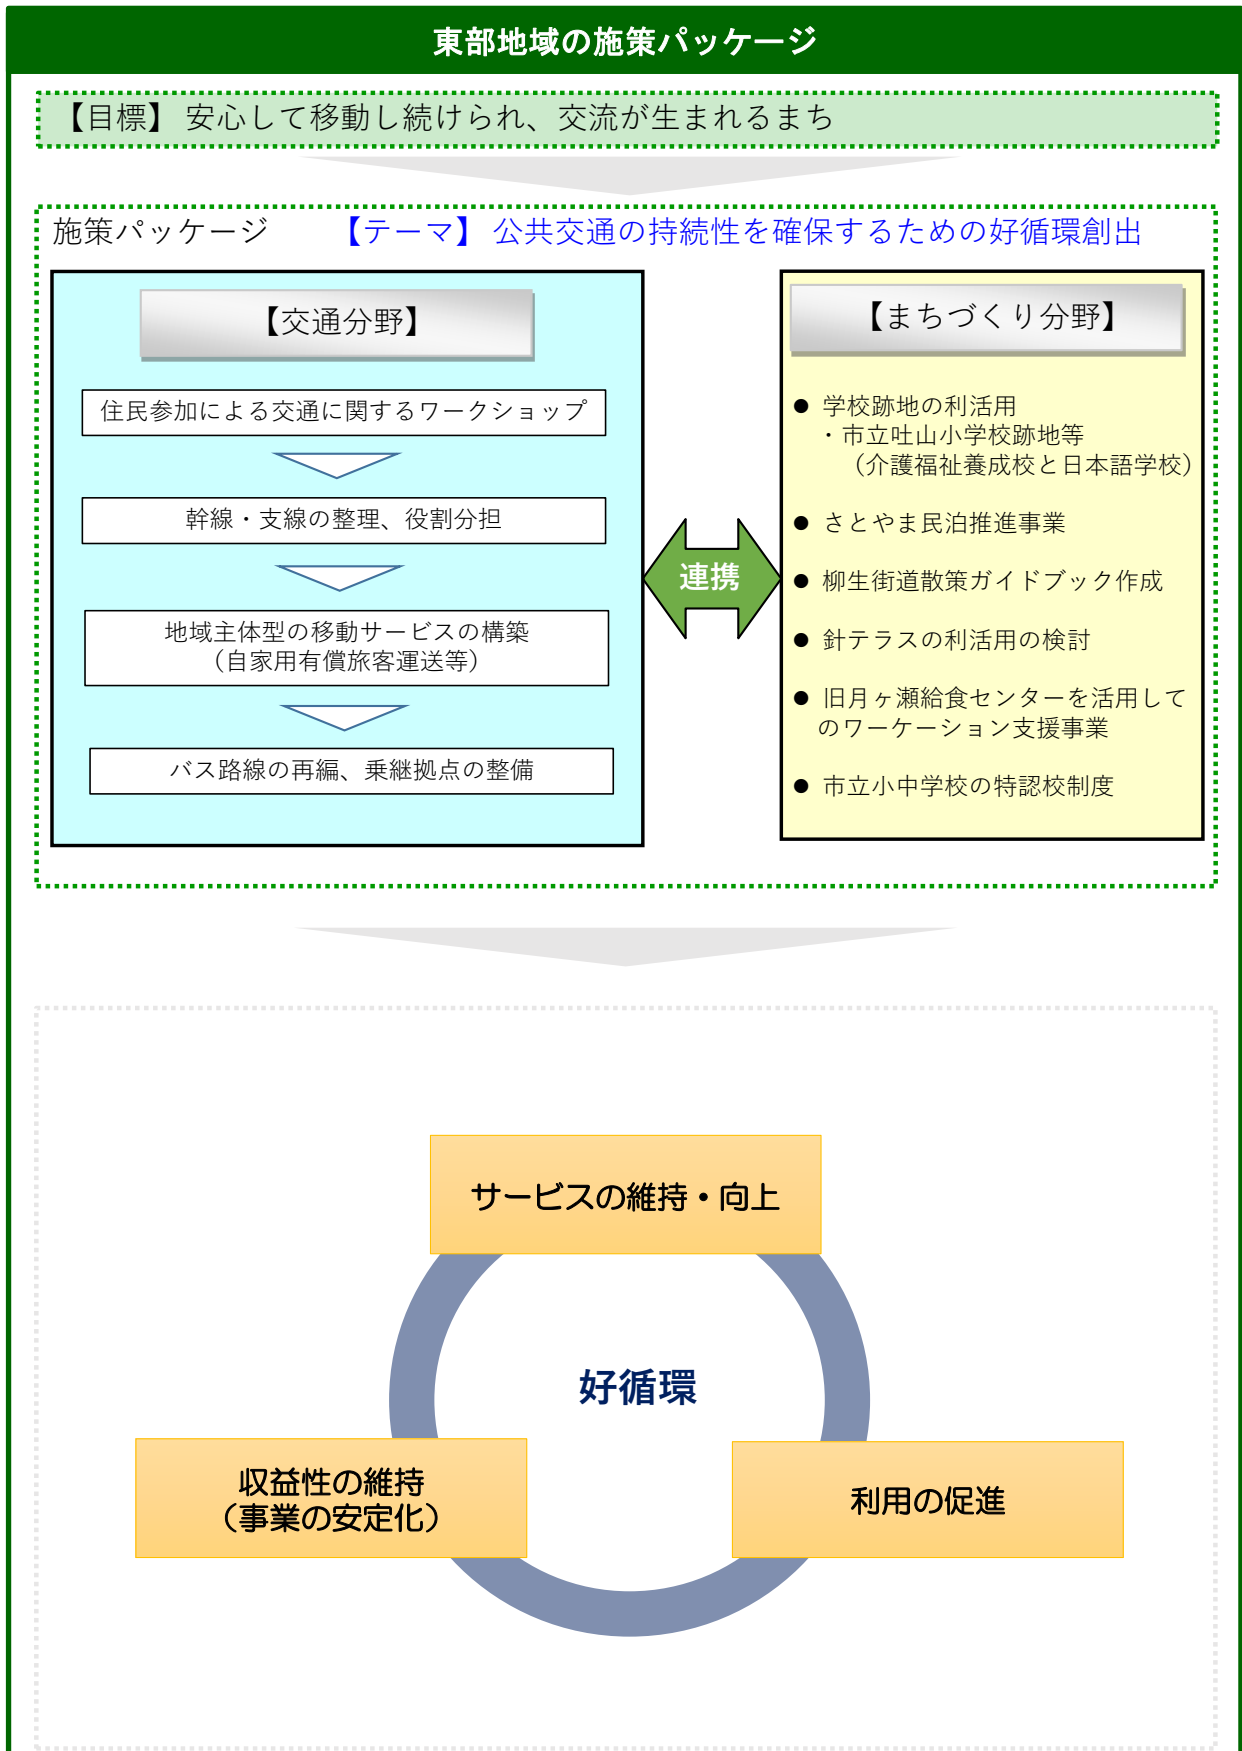 東部地域の施策パッケージ
【目標】 安心して移動し続けられ、交流が生まれるまち
施策パッケージ 【テーマ】 公共交通の持続性を確保するための好循環創出
【交通分野】
住民参加による交通に関するワークショップ
幹線・支線の整理、役割分担
地域主体型の移動サービスの構築
（自家用有償旅客運送等）
バス路線の再編、乗継拠点の整備
連携
【まちづくり分野】
● 学校跡地の利活用
・市立吐山小学校跡地等
（介護福祉養成校と日本語学校）
● さとやま民泊推進事業
● 柳生街道散策ガイドブック作成
● 針テラスの利活用の検討
● 旧月ヶ瀬給食センターを活用して
のワーケーション支援事業
● 市立小中学校の特認校制度
サービスの維持・向上
好循環
収益性の維持
（事業の安定化）
利用の促進